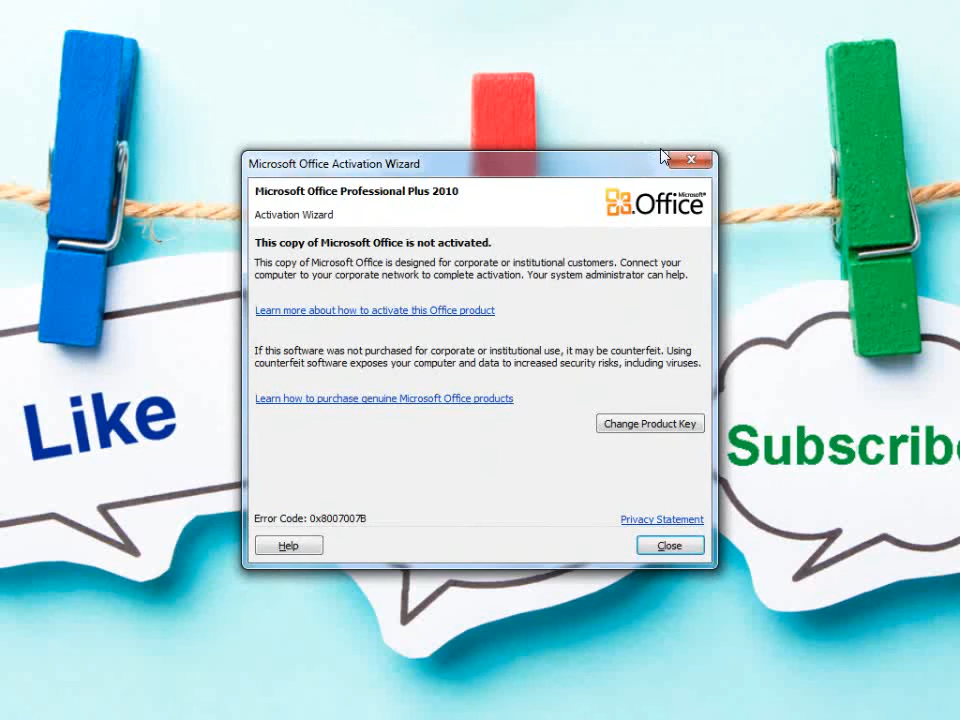 Microsoft Office Activation Wizard
Microsoft Office Professional Plus 2010
Microsoft®
Office
Activation Wizard
This copy of Microsoft Office is not activated.
This copy of Microsoft Office is designed for corporate or institutional customers. Connect your
computer to your corporate network to complete activation. Your system administrator can help.
Learn more about how to activate this Office product
If this software was not purchased for corporate or institutional use, it may be counterfeit. Using
counterfeit software exposes your computer and data to increased security risks, including viruses.
Learn how to purchase genuine Microsoft Office products
Change Product Key
Like
Subscribe
Error Code: 0x8007007B
Privacy Statement
Help
Close